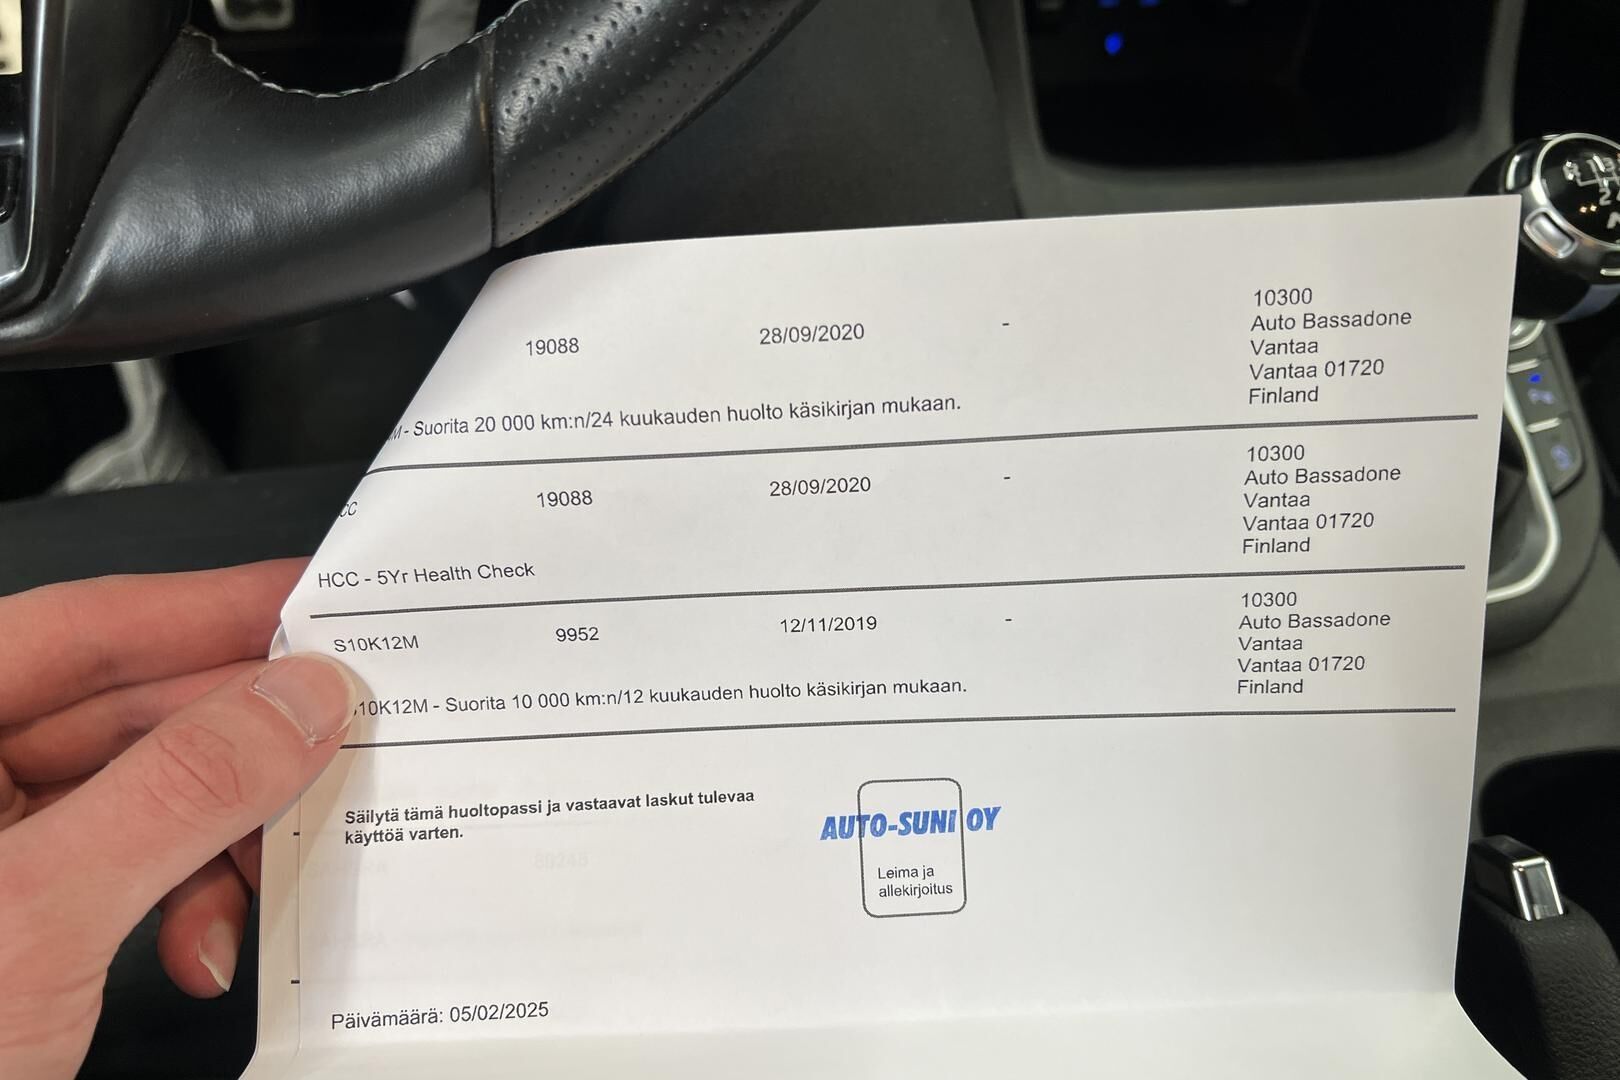 19088 28/09/2020 - 10300
Auto Bassadone
Vantaa
Vantaa 01720
Finland
M - Suorita 20 000 km:n/24 kuukauden huolto käsikirjan mukaan.
CC 19088 28/09/2020 - 10300
Auto Bassadone
Vantaa
Vantaa 01720
Finland
HCC - 5Yr Health Check
S10K12M 9952 12/11/2019 - 10300
Auto Bassadone
Vantaa
Vantaa 01720
Finland
10K12M - Suorita 10 000 km:n/12 kuukauden huolto käsikirjan mukaan.
Säilytä tämä huoltopassi ja vastaavat laskut tulevaa
käyttöä varten.
AUTO-SUNI OY
Leima ja
allekirjoitus
Päivämäärä: 05/02/2025